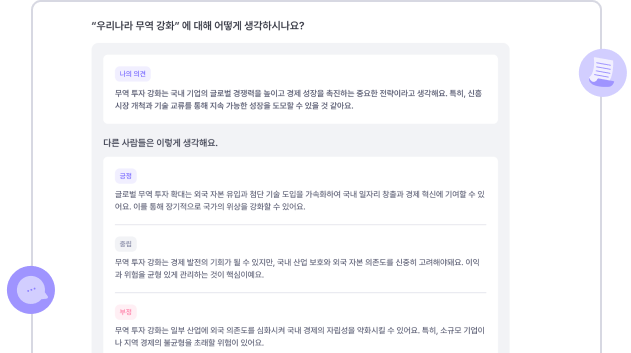 “우리나라 무역 강화” 에 대해 어떻게 생각하시나요?
나의 의견
무역 투자 강화는 국내 기업의 글로벌 경쟁력을 높이고 경제 성장을 촉진하는 중요한 전략이라고 생각해요. 특히, 신흥
시장 개척과 기술 교류를 통해 지속 가능한 성장을 도모할 수 있을 것 같아요.
다른 사람들은 이렇게 생각해요.
긍정
글로벌 무역 투자 확대는 외국 자본 유입과 첨단 기술 도입을 가속화하여 국내 일자리 창출과 경제 혁신에 기여할 수 있
어요. 이를 통해 장기적으로 국가의 위상을 강화할 수 있어요.
중립
무역 투자 강화는 경제 발전의 기회가 될 수 있지만, 국내 산업 보호와 외국 자본 의존도를 신중히 고려해야돼요. 이익
과 위험을 균형 있게 관리하는 것이 핵심이에요.
부정
무역 투자 강화는 일부 산업에 외국 의존도를 심화시켜 국내 경제의 자립성을 약화시킬 수 있어요. 특히, 소규모 기업이
나 지역 경제의 불균형을 초래할 위험이 있어요.